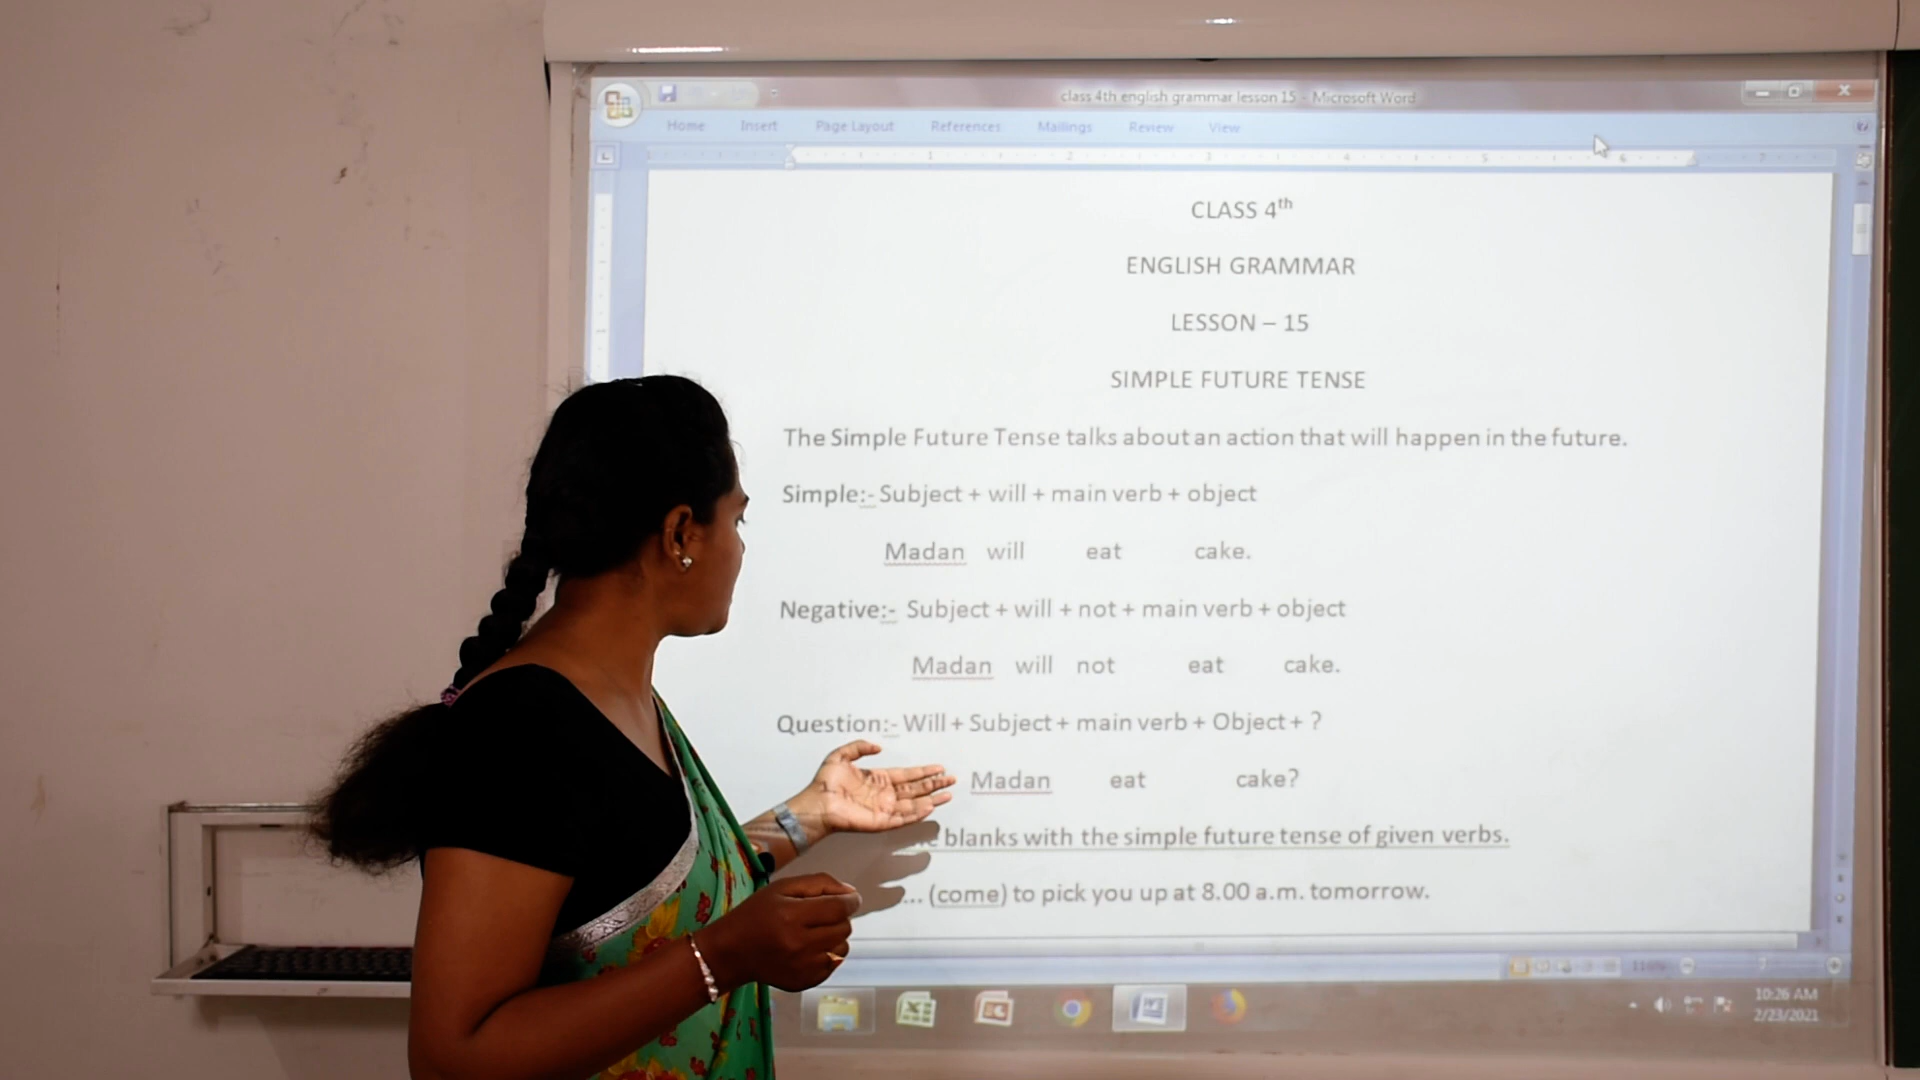 class 4th english grammar lesson 15 - Microsoft Word
Home Insert Page Layout References Mailings Review View
CLASS 4th
ENGLISH GRAMMAR
LESSON – 15
SIMPLE FUTURE TENSE
The Simple Future Tense talks about an action that will happen in the future.
Simple:- Subject + will + main verb + object
Madan will eat cake.
Negative:- Subject + will + not + main verb + object
Madan will not eat cake.
Question:- Will + Subject + main verb + Object + ?
Madan eat cake?
blanks with the simple future tense of given verbs.
... (come) to pick you up at 8.00 a.m. tomorrow.
10:26 AM
2/23/2021